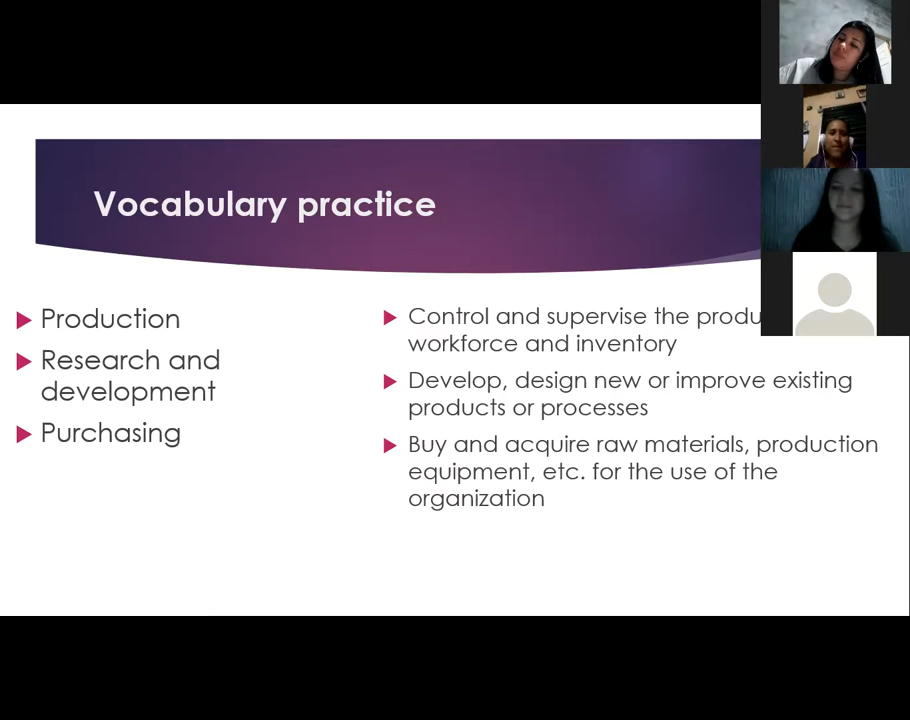 Vocabulary practice
Production
Research and
development
Purchasing
Control and supervise the
workforce and inventory
Develop, design new or improve existing
products or processes
Buy and acquire raw materials, production
equipment, etc. for the use of the
organization